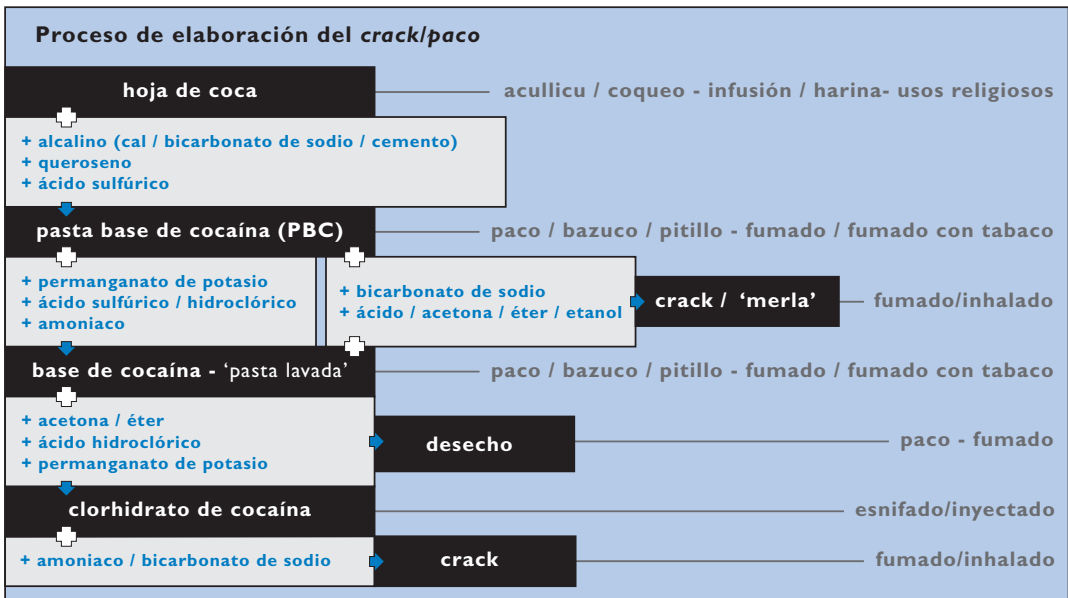 Proceso de elaboración del crack/paco
hoja de coca
acullicu / coqueo - infusión / harina- usos religiosos
+ alcalino (cal / bicarbonato de sodio / cemento)
+ queroseno
+ ácido sulfúrico
pasta base de cocaína (PBC)
paco / bazuco / pitillo - fumado / fumado con tabaco
+ permanganato de potasio
+ ácido sulfúrico / hidroclórico
+ amoniaco
+ bicarbonato de sodio
+ ácido / acetona / éter / etanol
crack / ‘merla’
fumado/inhalado
base de cocaína - ‘pasta lavada’
paco / bazuco / pitillo - fumado / fumado con tabaco
+ acetona / éter
+ ácido hidroclórico
+ permanganato de potasio
desecho
paco - fumado
clorhidrato de cocaína
esnifado/inyectado
+ amoniaco / bicarbonato de sodio
crack
fumado/inhalado